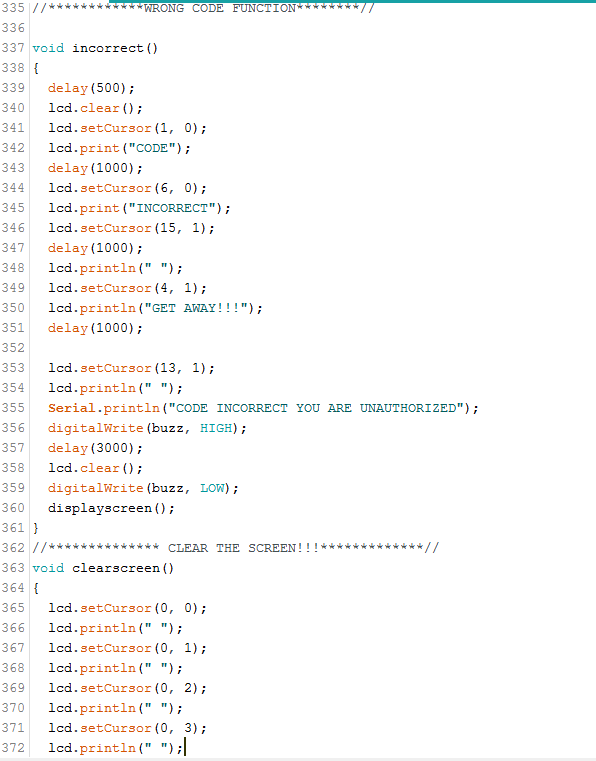 335 //************WRONG CODE FUNCTION********//
336
337 void incorrect()
338 {
339   delay(500);
340   lcd.clear();
341   lcd.setCursor(1, 0);
342   lcd.print("CODE");
343   delay(1000);
344   lcd.setCursor(6, 0);
345   lcd.print("INCORRECT");
346   lcd.setCursor(15, 1);
347   delay(1000);
348   lcd.println(" ");
349   lcd.setCursor(4, 1);
350   lcd.println("GET AWAY!!!");
351   delay(1000);
352
353   lcd.setCursor(13, 1);
354   lcd.println(" ");
355   Serial.println("CODE INCORRECT YOU ARE UNAUTHORIZED");
356   digitalWrite(buzz, HIGH);
357   delay(3000);
358   lcd.clear();
359   digitalWrite(buzz, LOW);
360   displayscreen();
361 }
362 //************** CLEAR THE SCREEN!!!*************//
363 void clearscreen()
364 {
365   lcd.setCursor(0, 0);
366   lcd.println(" ");
367   lcd.setCursor(0, 1);
368   lcd.println(" ");
369   lcd.setCursor(0, 2);
370   lcd.println(" ");
371   lcd.setCursor(0, 3);
372   lcd.println(" ");